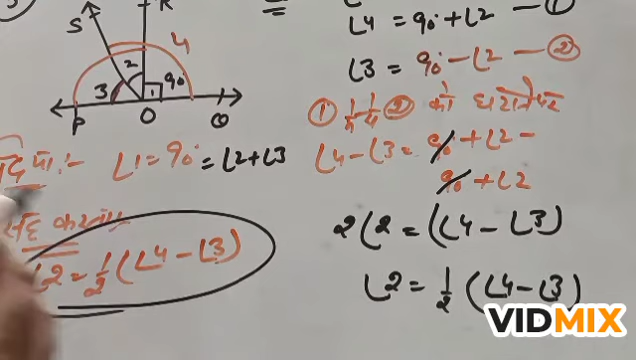 S R
∠4 = 90° + ∠2 — ①
∠3 = 90° - ∠2 — ②
4
2
3 1 90°
P O Q
① में से ② को घटाने पर
∠1 = 90° = ∠2 + ∠3
∠4 - ∠3 = 90° + ∠2 -
90° + ∠2
2∠2 = (∠4 - ∠3)
∠2 = 1/2 (∠4 - ∠3)
∠2 = 1/2 (∠4 - ∠3)
VIDMIX